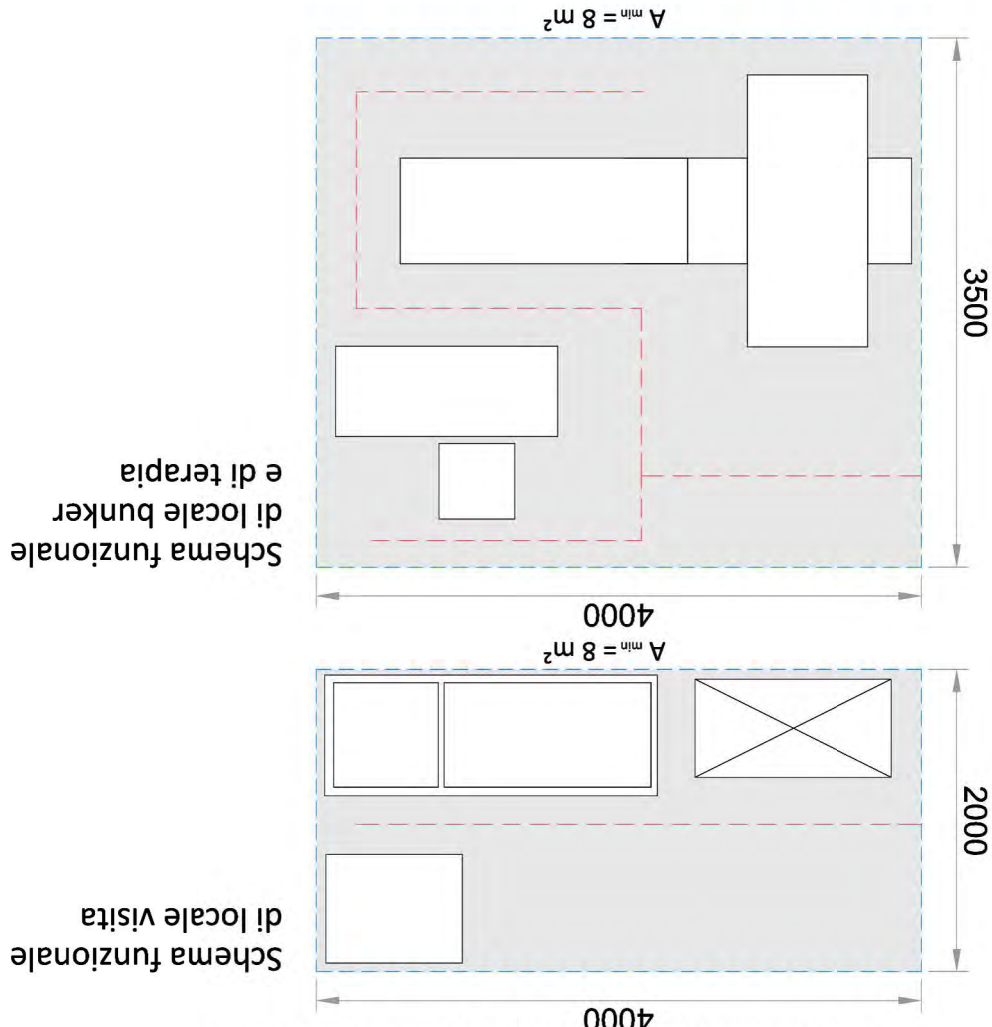 4000
Schema funzionale
di locale visita
2000
A min = 8 m²
4000
Schema funzionale
di locale bunker
e di terapia
3500
A min = 8 m²